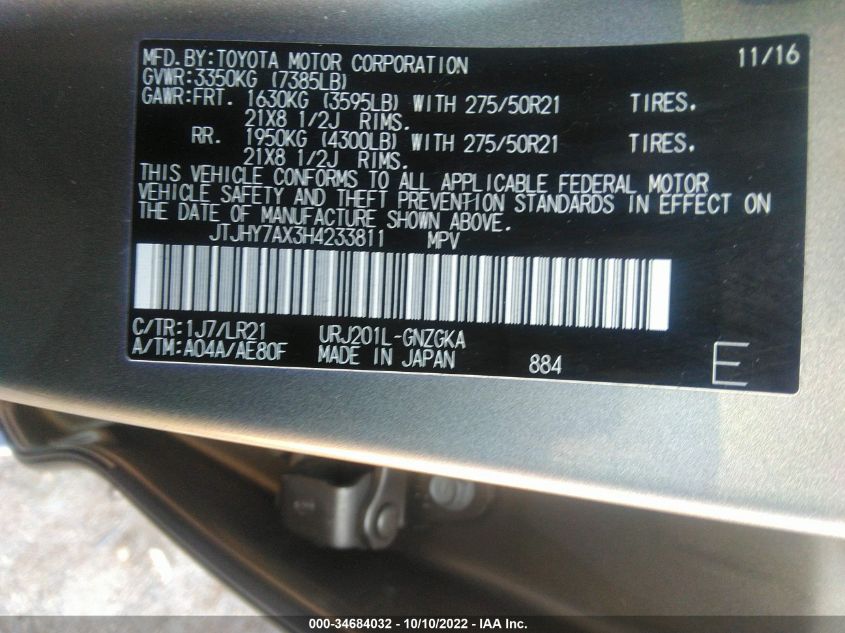 MFD.BY:TOYOTA MOTOR CORPORATION 11/16
GVWR:3350KG (7385LB)
GAWR:FRT. 1630KG (3595LB) WITH 275/50R21 TIRES.
21X8 1/2J RIMS.
RR. 1950KG (4300LB) WITH 275/50R21 TIRES.
21X8 1/2J RIMS.
THIS VEHICLE CONFORMS TO ALL APPLICABLE FEDERAL MOTOR
VEHICLE SAFETY AND THEFT PREVENTION STANDARDS IN EFFECT ON
THE DATE OF MANUFACTURE SHOWN ABOVE.
JTJHY7AX3H4233811 MPV
C/TR:1J7/LR21 URJ201L-GNZGKA
A/TM:A04A/AE80F MADE IN JAPAN 884 E
000-34684032 - 10/10/2022 - IAA Inc.